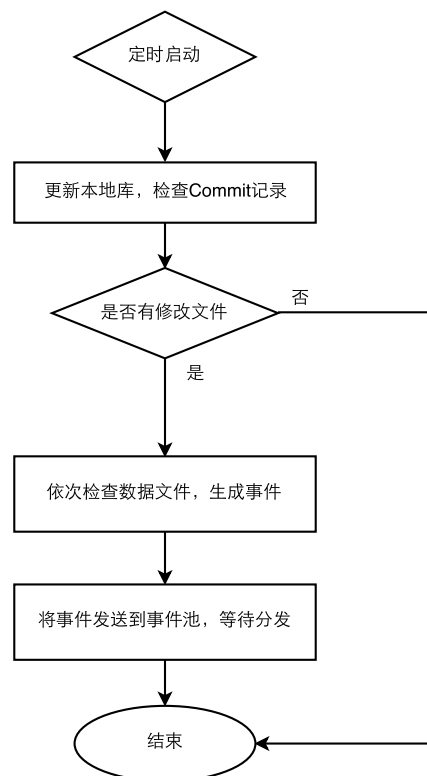 定时启动
更新本地库，检查Commit记录
是否有修改文件
否
是
依次检查数据文件，生成事件
将事件发送到事件池，等待分发
结束